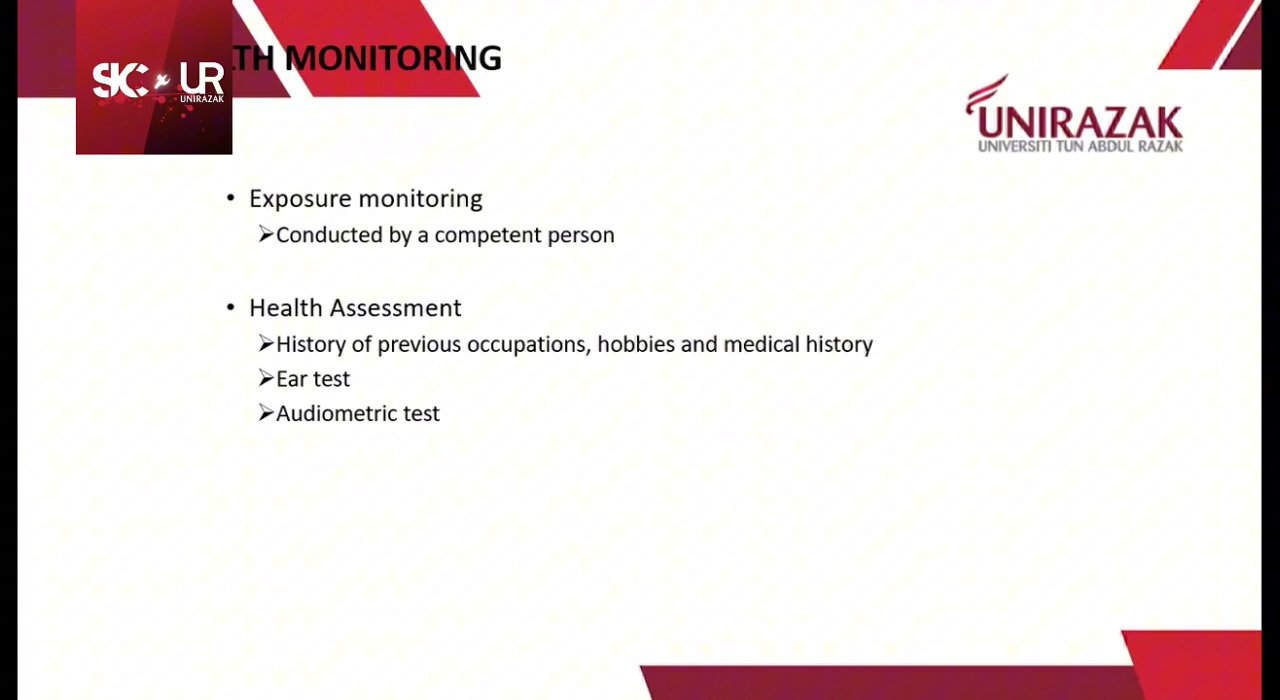 SIC x UR
UNIRAZAK
TH MONITORING
UNIRAZAK
UNIVERSITI TUN ABDUL RAZAK
• Exposure monitoring
➢Conducted by a competent person
• Health Assessment
➢History of previous occupations, hobbies and medical history
➢Ear test
➢Audiometric test